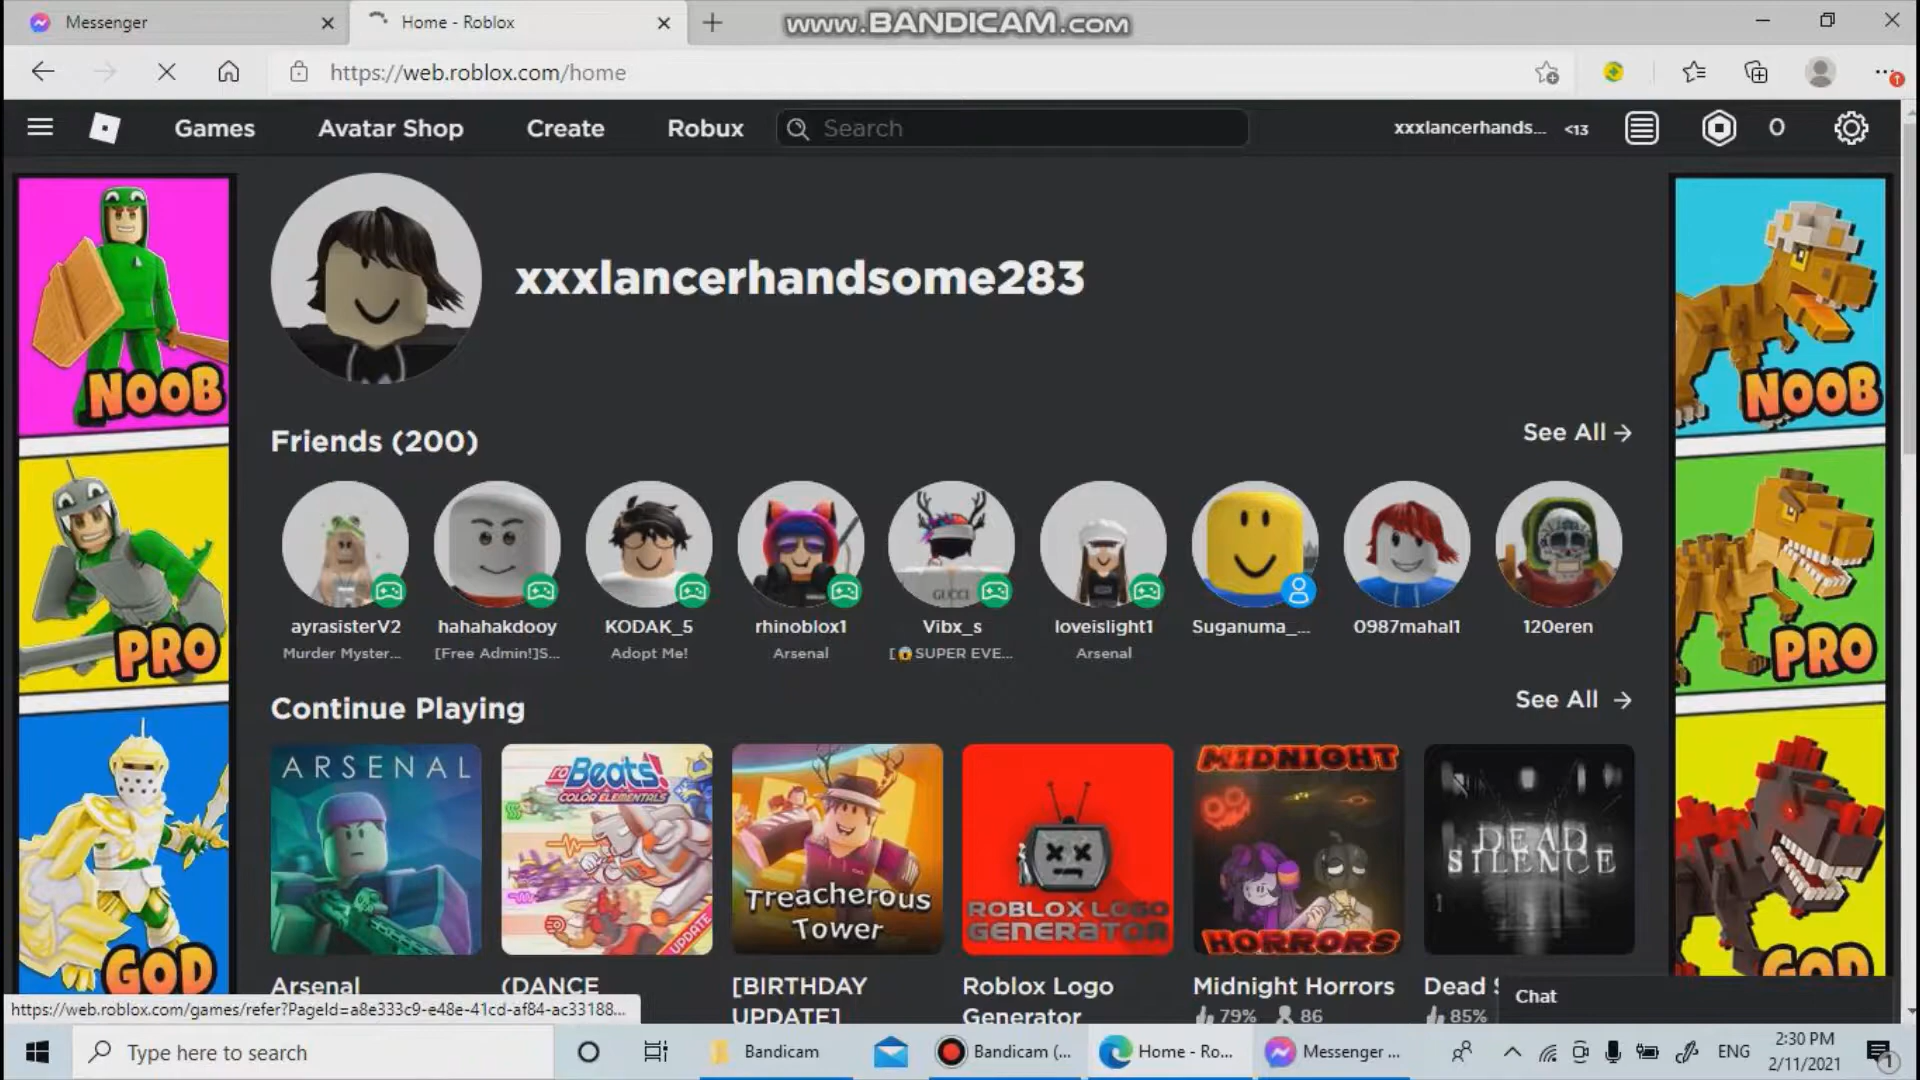 Messenger
Home - Roblox
www.BANDICAM.com
https://web.roblox.com/home
Games
Avatar Shop
Create
Robux
Search
xxxlancerhands...
<13
0
NOOB
PRO
GOD
xxxlancerhandsome283
Friends (200)
See All
ayrasisterV2
hahahakdooy
KODAK_5
rhinoblox1
Vibx_s
loveislight1
Suganuma_...
0987mahal1
120eren
Murder Myster...
[Free Admin!]S...
Adopt Me!
Arsenal
[😱SUPER EVE...
Arsenal
GUCCI
Continue Playing
See All
ARSENAL
roBeats!
COLOR ELEMENTALS
UPDATE
Treacherous
Tower
ROBLOX LOGO
GENERATOR
MIDNIGHT
HORRORS
DEAD
SILENCE
Arsenal
(DANCE
[BIRTHDAY
UPDATE]
Roblox Logo
Generator
Midnight Horrors
79%
86
Dead S
85%
NOOB
PRO
GOD
Chat
https://web.roblox.com/games/refer?PageId=a8e333c9-e48e-41cd-af84-ac33188...
Type here to search
Bandicam
Bandicam (...
Home - Ro...
Messenger ...
ENG
2:30 PM
2/11/2021
1